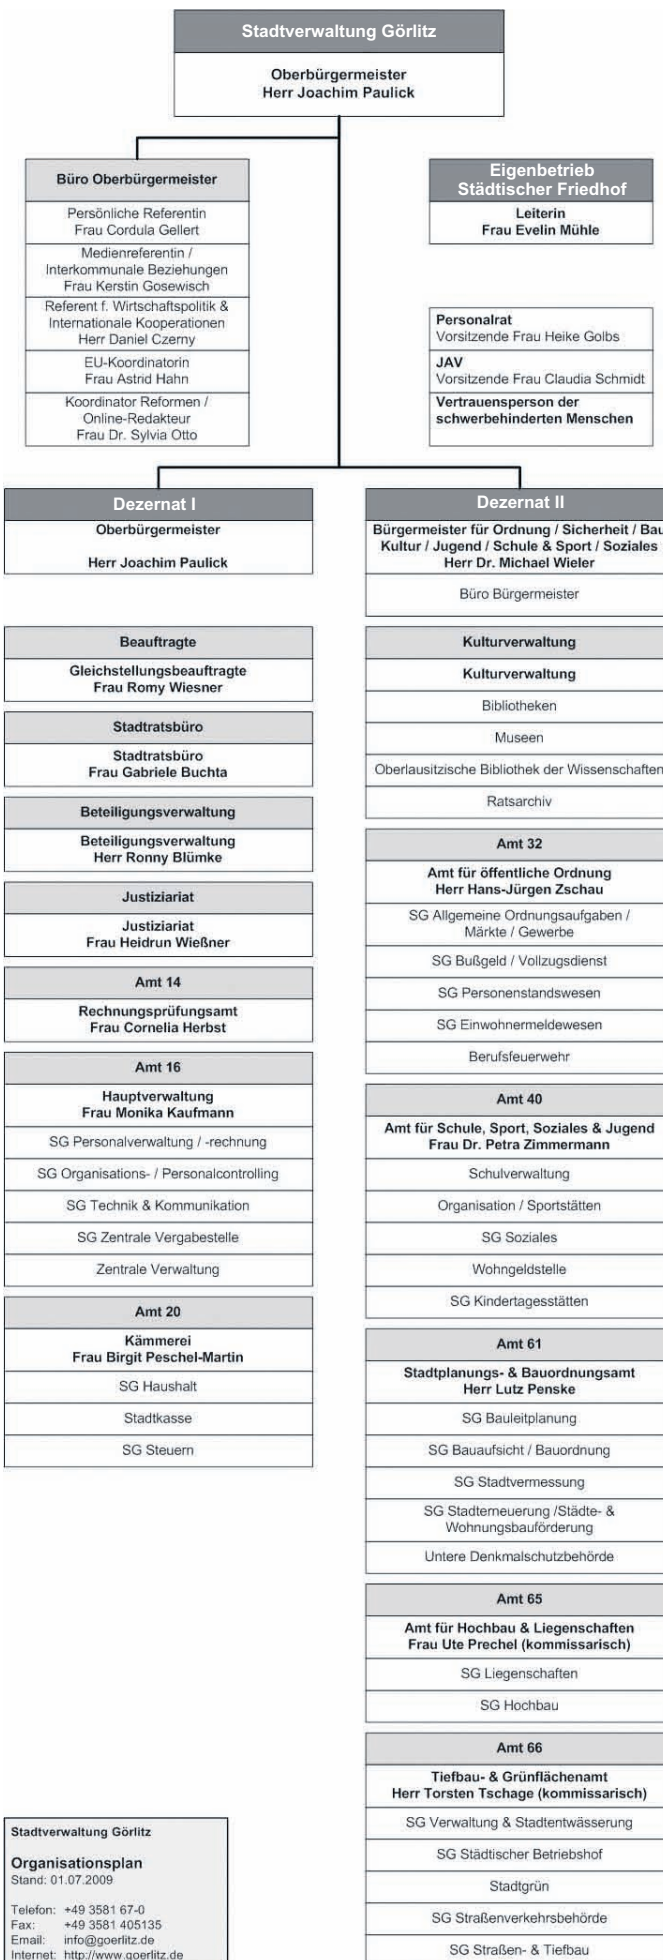 Stadtverwaltung Görlitz
Oberbürgermeister
Herr Joachim Paulick
Büro Oberbürgermeister
Persönliche Referentin
Frau Cordula Gellert
Medienreferentin /
Interkommunale Beziehungen
Frau Kerstin Gosewisch
Referent f. Wirtschaftspolitik &
Internationale Kooperationen
Herr Daniel Czerny
EU-Koordinatorin
Frau Astrid Hahn
Koordinator Reformen /
Online-Redakteur
Frau Dr. Sylvia Otto
Eigenbetrieb
Städtischer Friedhof
Leiterin
Frau Evelin Mühle
Personalrat
Vorsitzende Frau Heike Golbs
JAV
Vorsitzende Frau Claudia Schmidt
Vertrauensperson der
schwerbehinderten Menschen
Dezernat I
Oberbürgermeister
Herr Joachim Paulick
Beauftragte
Gleichstellungsbeauftragte
Frau Romy Wiesner
Stadtratsbüro
Stadtratsbüro
Frau Gabriele Buchta
Beteiligungsverwaltung
Beteiligungsverwaltung
Herr Ronny Blümke
Justiziariat
Justiziariat
Frau Heidrun Wießner
Amt 14
Rechnungsprüfungsamt
Frau Cornelia Herbst
Amt 16
Hauptverwaltung
Frau Monika Kaufmann
SG Personalverwaltung / -rechnung
SG Organisations- / Personalcontrolling
SG Technik & Kommunikation
SG Zentrale Vergabestelle
Zentrale Verwaltung
Amt 20
Kämmerei
Frau Birgit Peschel-Martin
SG Haushalt
Stadtkasse
SG Steuern
Dezernat II
Bürgermeister für Ordnung / Sicherheit / Bau
Kultur / Jugend / Schule & Sport / Soziales
Herr Dr. Michael Wieler
Büro Bürgermeister
Kulturverwaltung
Kulturverwaltung
Bibliotheken
Museen
Oberlausitzische Bibliothek der Wissenschaften
Ratsarchiv
Amt 32
Amt für öffentliche Ordnung
Herr Hans-Jürgen Zschau
SG Allgemeine Ordnungsaufgaben /
Märkte / Gewerbe
SG Bußgeld / Vollzugsdienst
SG Personenstandswesen
SG Einwohnermeldewesen
Berufsfeuerwehr
Amt 40
Amt für Schule, Sport, Soziales & Jugend
Frau Dr. Petra Zimmermann
Schulverwaltung
Organisation / Sportstätten
SG Soziales
Wohngeldstelle
SG Kindertagesstätten
Amt 61
Stadtplanungs- & Bauordnungsamt
Herr Lutz Penske
SG Bauleitplanung
SG Bauaufsicht / Bauordnung
SG Stadtvermessung
SG Stadterneuerung /Städte- &
Wohnungsbauförderung
Untere Denkmalschutzbehörde
Amt 65
Amt für Hochbau & Liegenschaften
Frau Ute Prechel (kommissarisch)
SG Liegenschaften
SG Hochbau
Amt 66
Tiefbau- & Grünflächenamt
Herr Torsten Tschage (kommissarisch)
SG Verwaltung & Stadtentwässerung
SG Städtischer Betriebshof
Stadtgrün
SG Straßenverkehrsbehörde
SG Straßen- & Tiefbau
Stadtverwaltung Görlitz
Organisationsplan
Stand: 01.07.2009
Telefon: +49 3581 67-0
Fax: +49 3581 405135
Email: info@goerlitz.de
Internet: http://www.goerlitz.de